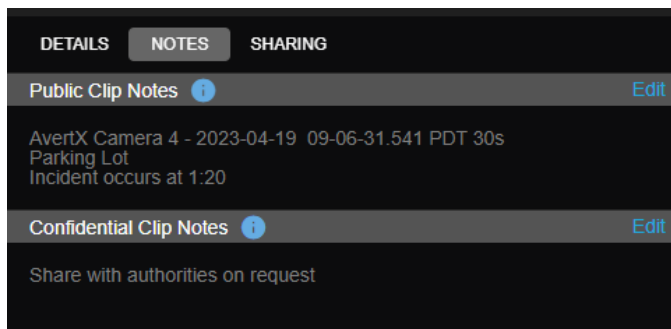 DETAILS NOTES SHARING
Public Clip Notes i Edit
AvertX Camera 4 - 2023-04-19 09-06-31.541 PDT 30s
Parking Lot
Incident occurs at 1:20
Confidential Clip Notes i Edit
Share with authorities on request